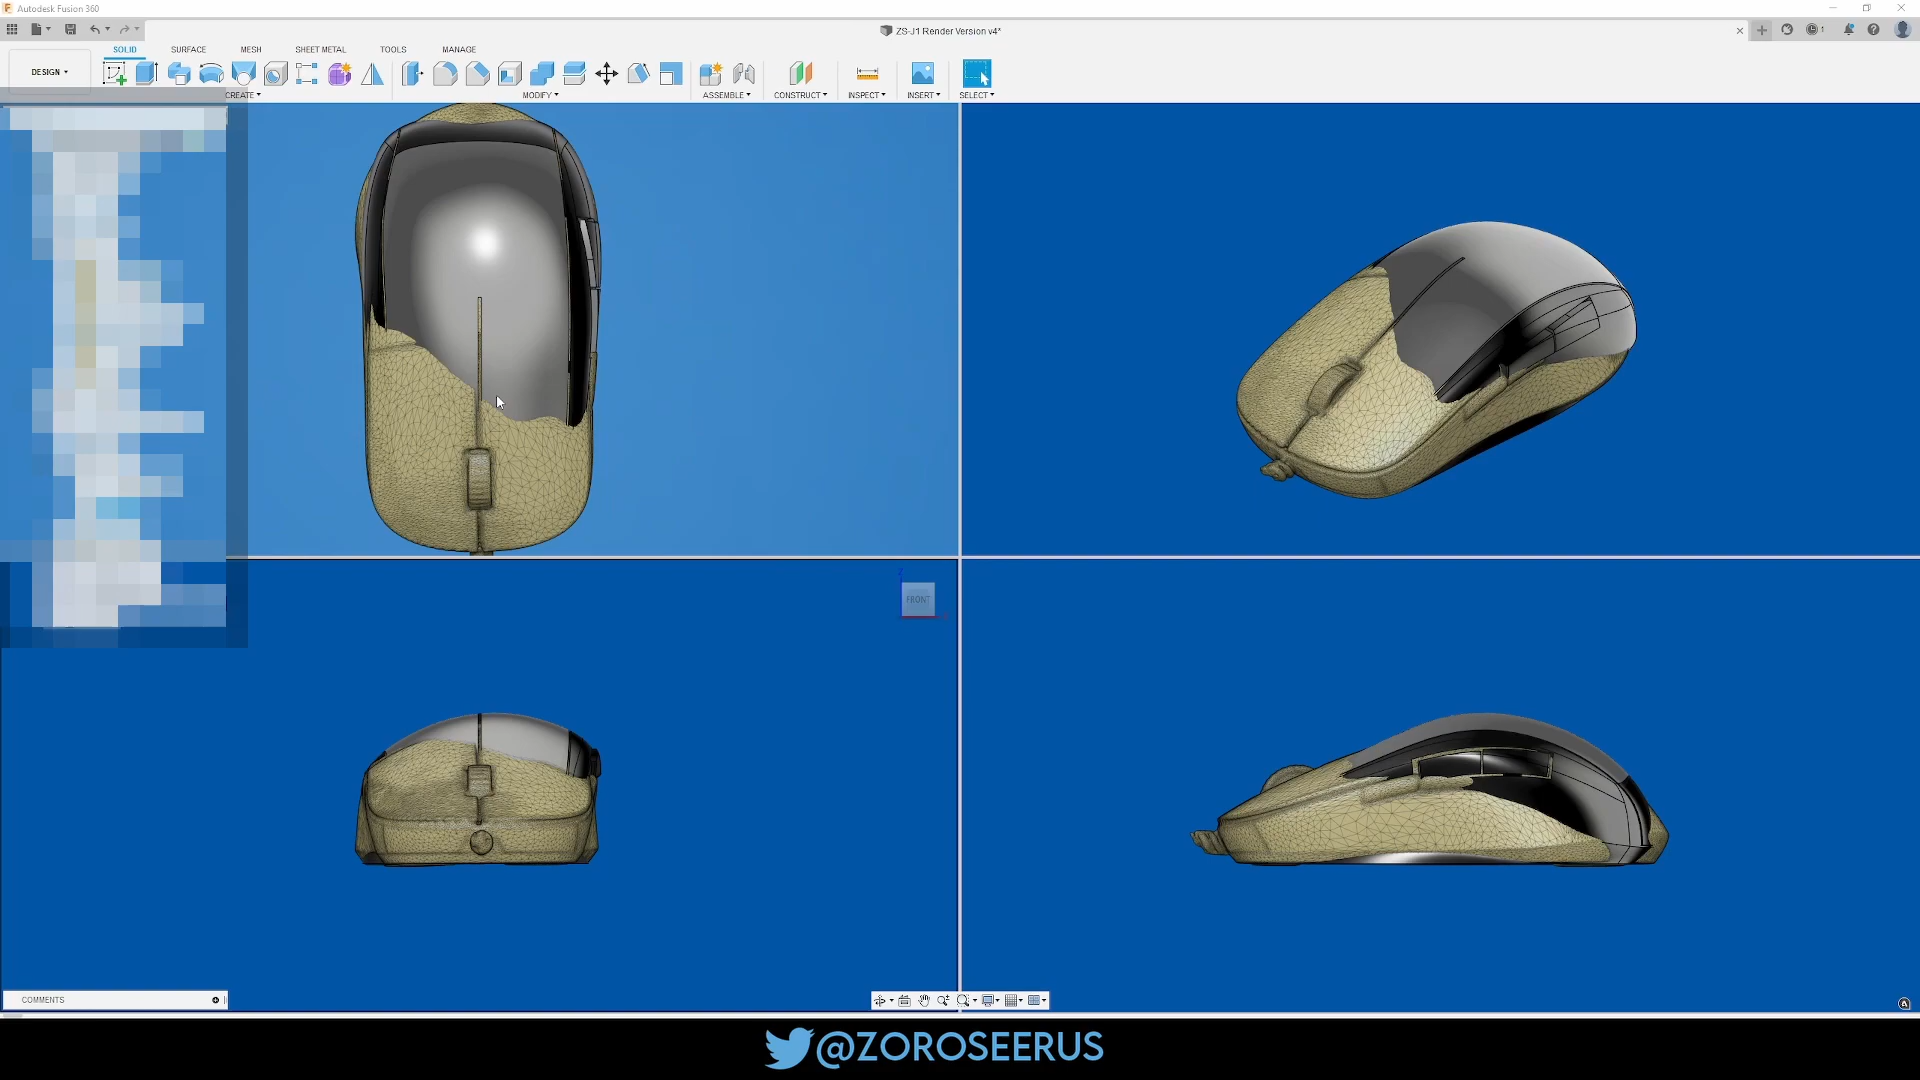 Autodesk Fusion 360
ZS-J1 Render Version v4*
1
SOLID SURFACE MESH SHEET METAL TOOLS MANAGE
DESIGN
CREATE MODIFY ASSEMBLE CONSTRUCT INSPECT INSERT SELECT
FRONT
COMMENTS
@ZOROSEERUS